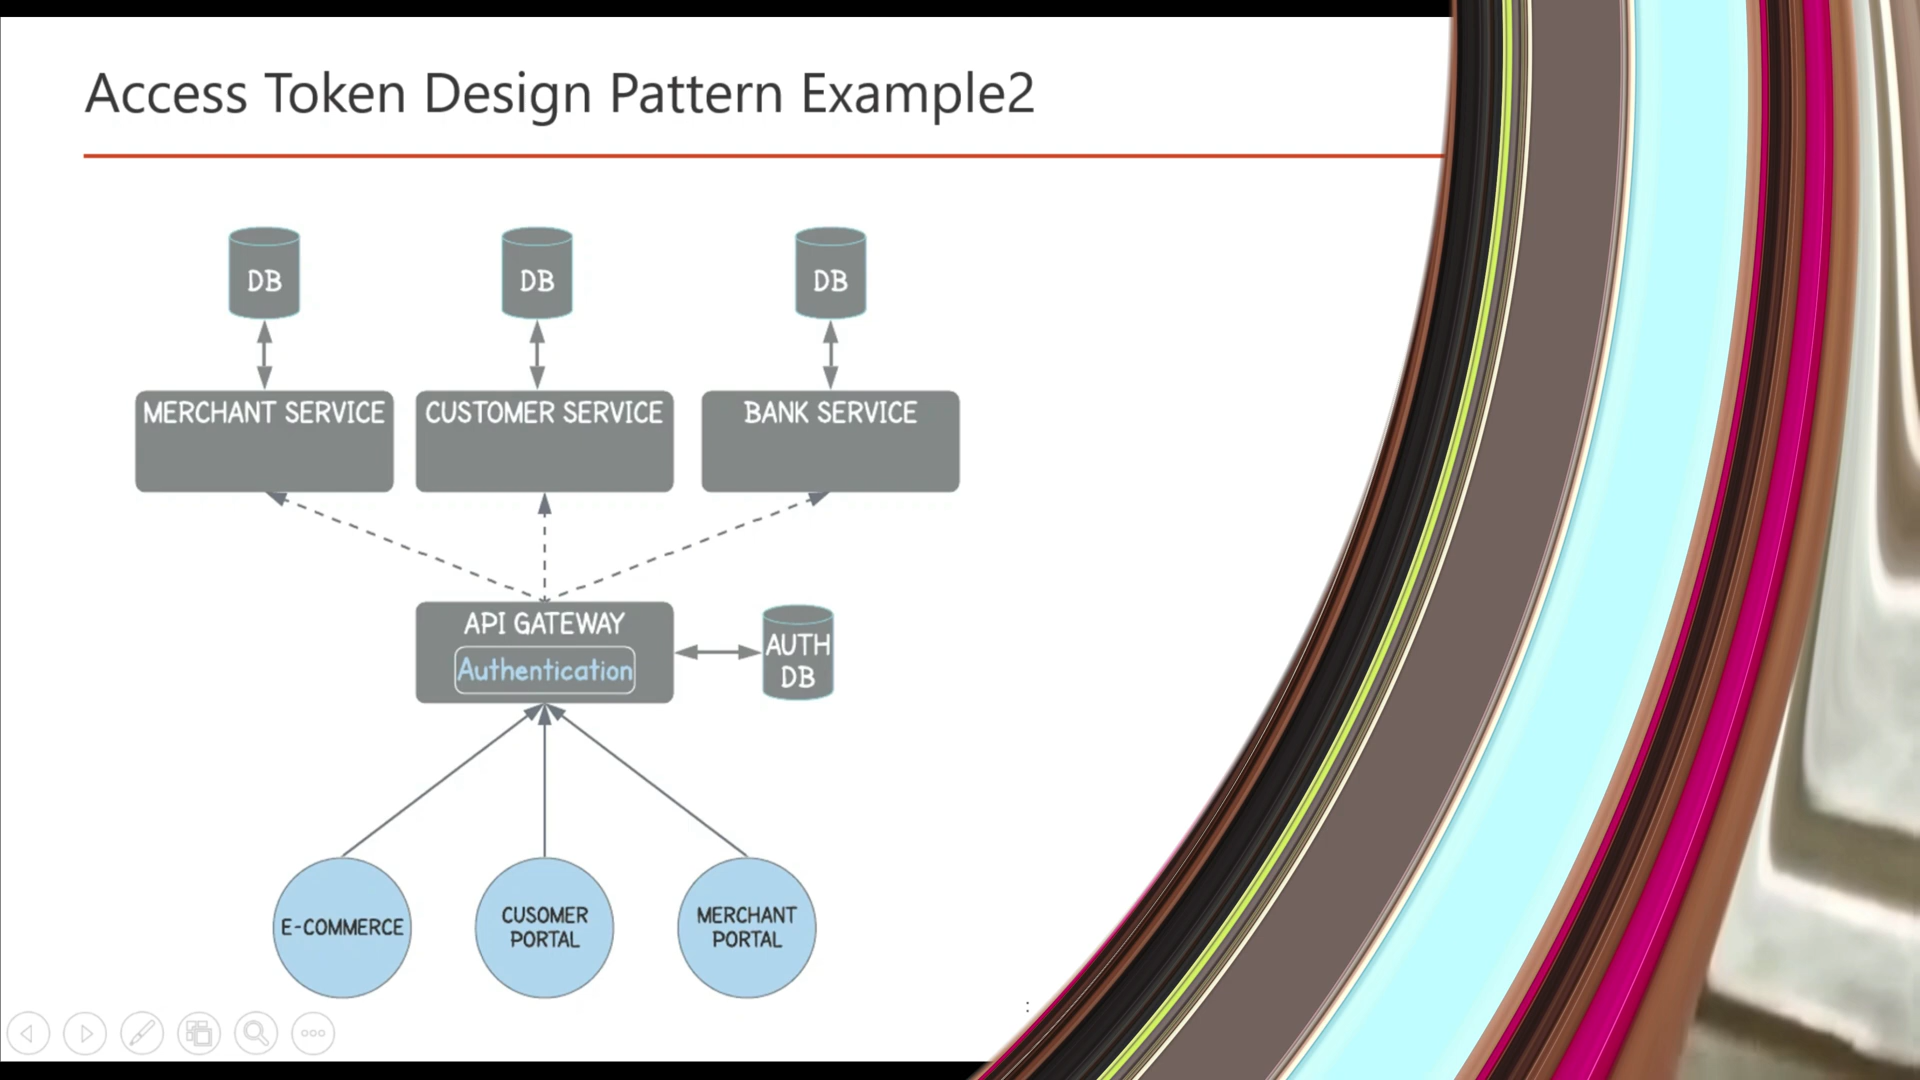 Access Token Design Pattern Example2
DB
DB
DB
MERCHANT SERVICE
CUSTOMER SERVICE
BANK SERVICE
API GATEWAY
Authentication
AUTH
DB
E-COMMERCE
CUSOMER
PORTAL
MERCHANT
PORTAL